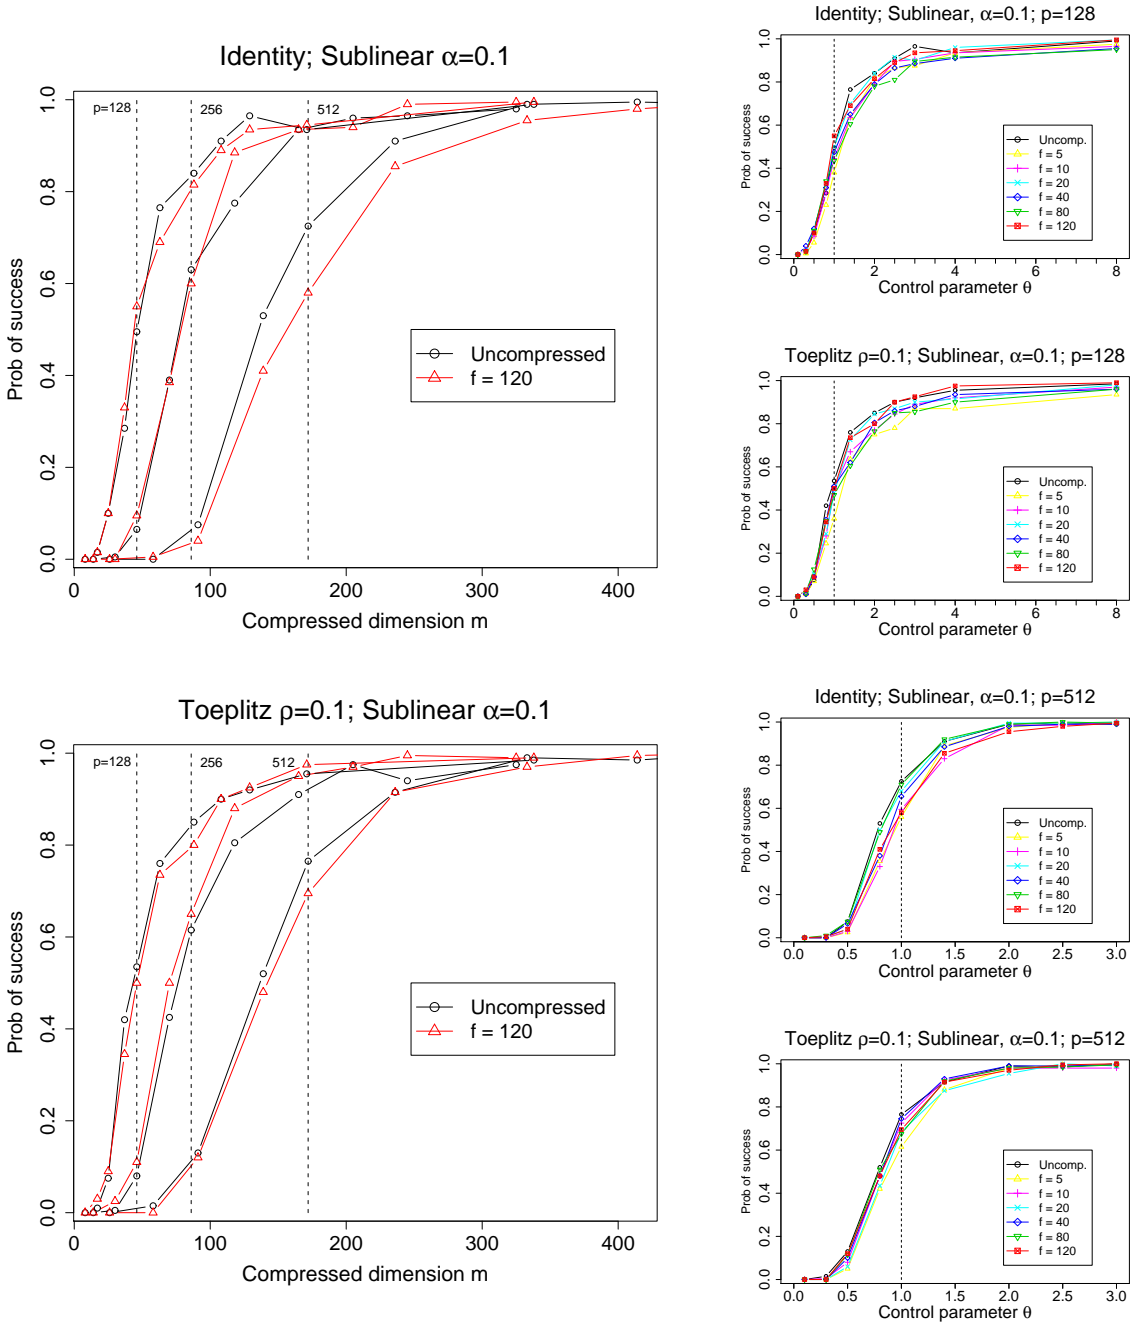 Identity; Sublinear α=0.1
Prob of success
1.0
0.8
0.6
0.4
0.2
0.0
p=128
256
512
Uncompressed
f = 120
0
100
200
300
400
Compressed dimension m
Identity; Sublinear, α=0.1; p=128
Prob of success
1.0
0.8
0.6
0.4
0.2
0.0
Uncomp.
f = 5
f = 10
f = 20
f = 40
f = 80
f = 120
0
2
4
6
8
Control parameter θ
Toeplitz ρ=0.1; Sublinear, α=0.1; p=128
Prob of success
1.0
0.8
0.6
0.4
0.2
0.0
Uncomp.
f = 5
f = 10
f = 20
f = 40
f = 80
f = 120
0
2
4
6
8
Control parameter θ
Toeplitz ρ=0.1; Sublinear α=0.1
Prob of success
1.0
0.8
0.6
0.4
0.2
0.0
p=128
256
512
Uncompressed
f = 120
0
100
200
300
400
Compressed dimension m
Identity; Sublinear, α=0.1; p=512
Prob of success
1.0
0.8
0.6
0.4
0.2
0.0
Uncomp.
f = 5
f = 10
f = 20
f = 40
f = 80
f = 120
0.0
0.5
1.0
1.5
2.0
2.5
3.0
Control parameter θ
Toeplitz ρ=0.1; Sublinear, α=0.1; p=512
Prob of success
1.0
0.8
0.6
0.4
0.2
0.0
Uncomp.
f = 5
f = 10
f = 20
f = 40
f = 80
f = 120
0.0
0.5
1.0
1.5
2.0
2.5
3.0
Control parameter θ